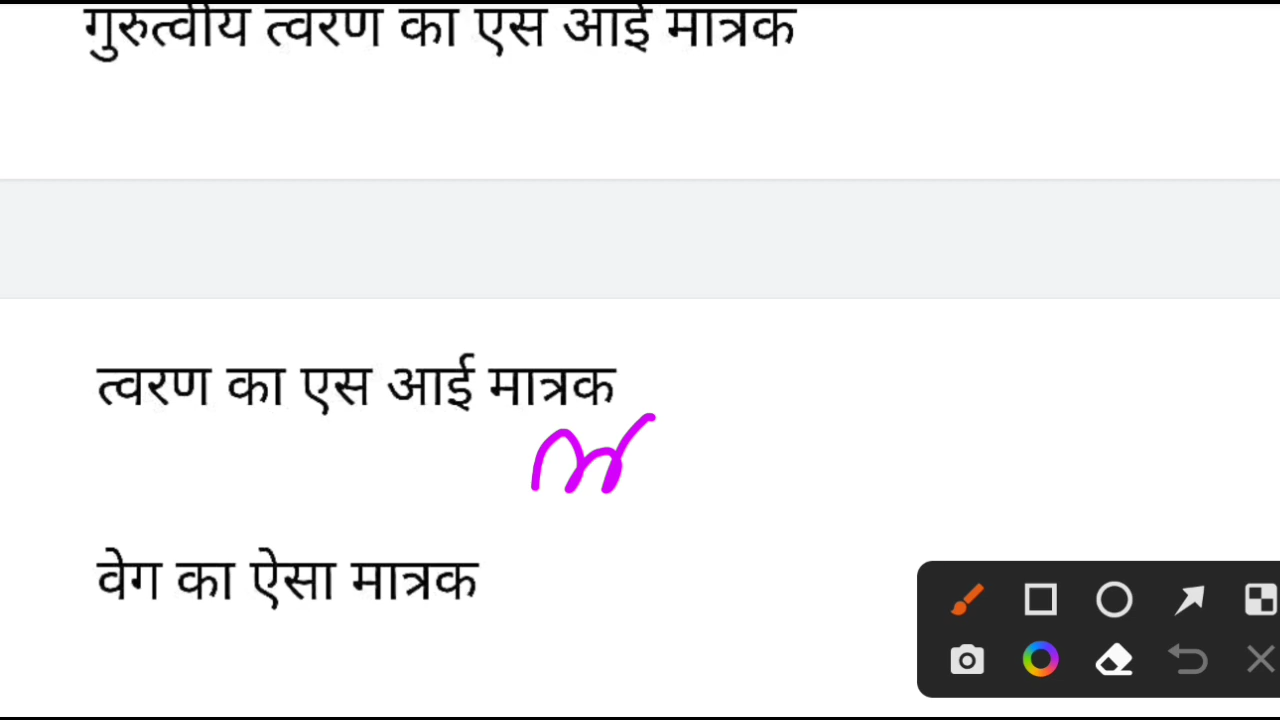 गुरुत्वीय त्वरण का एस आई मात्रक
त्वरण का एस आई मात्रक
m
वेग का ऐसा मात्रक